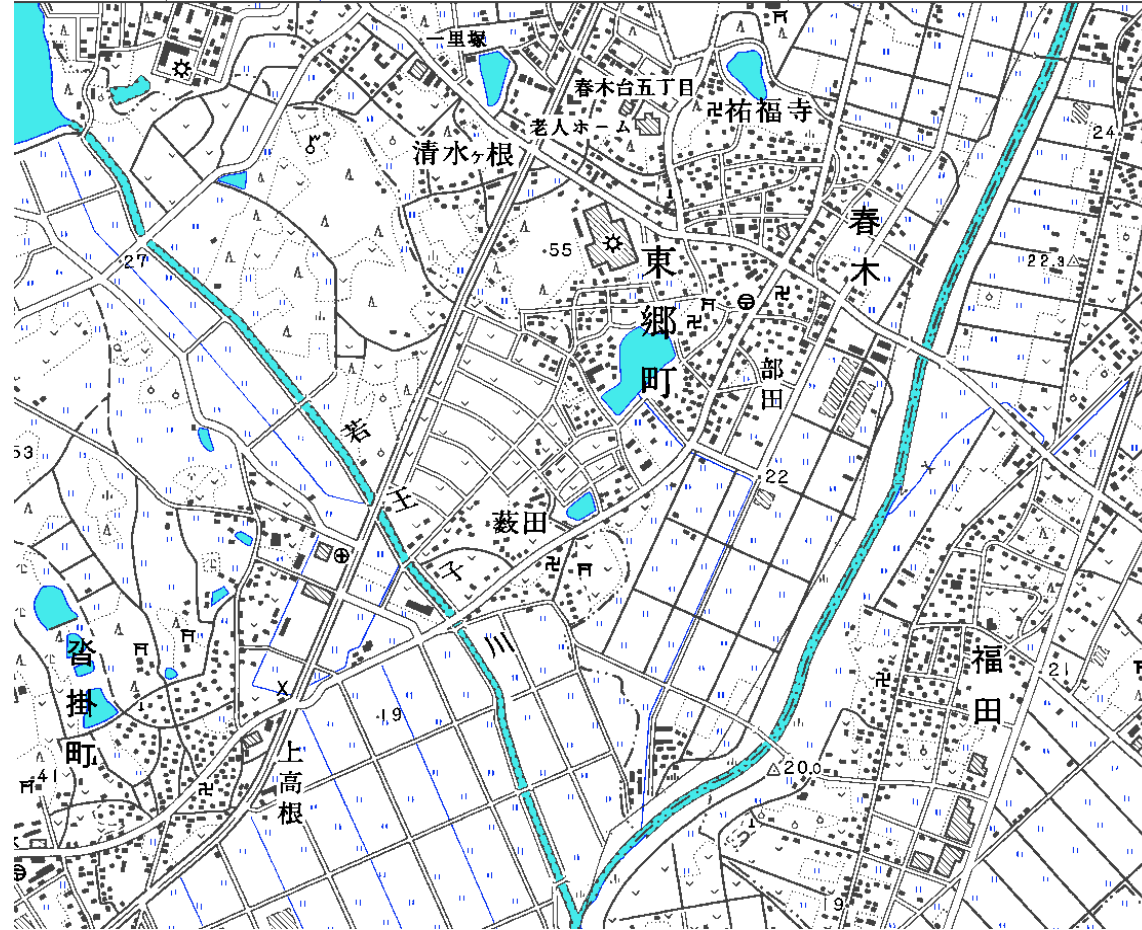 一里塚
春木台五丁目
祐福寺
老人ホーム
清水ヶ根
24
春木
27
55
22.3
東郷町
部田
53
若王子川
22
薮田
沓掛町
福田
21
19
上高根
20.0
41
19